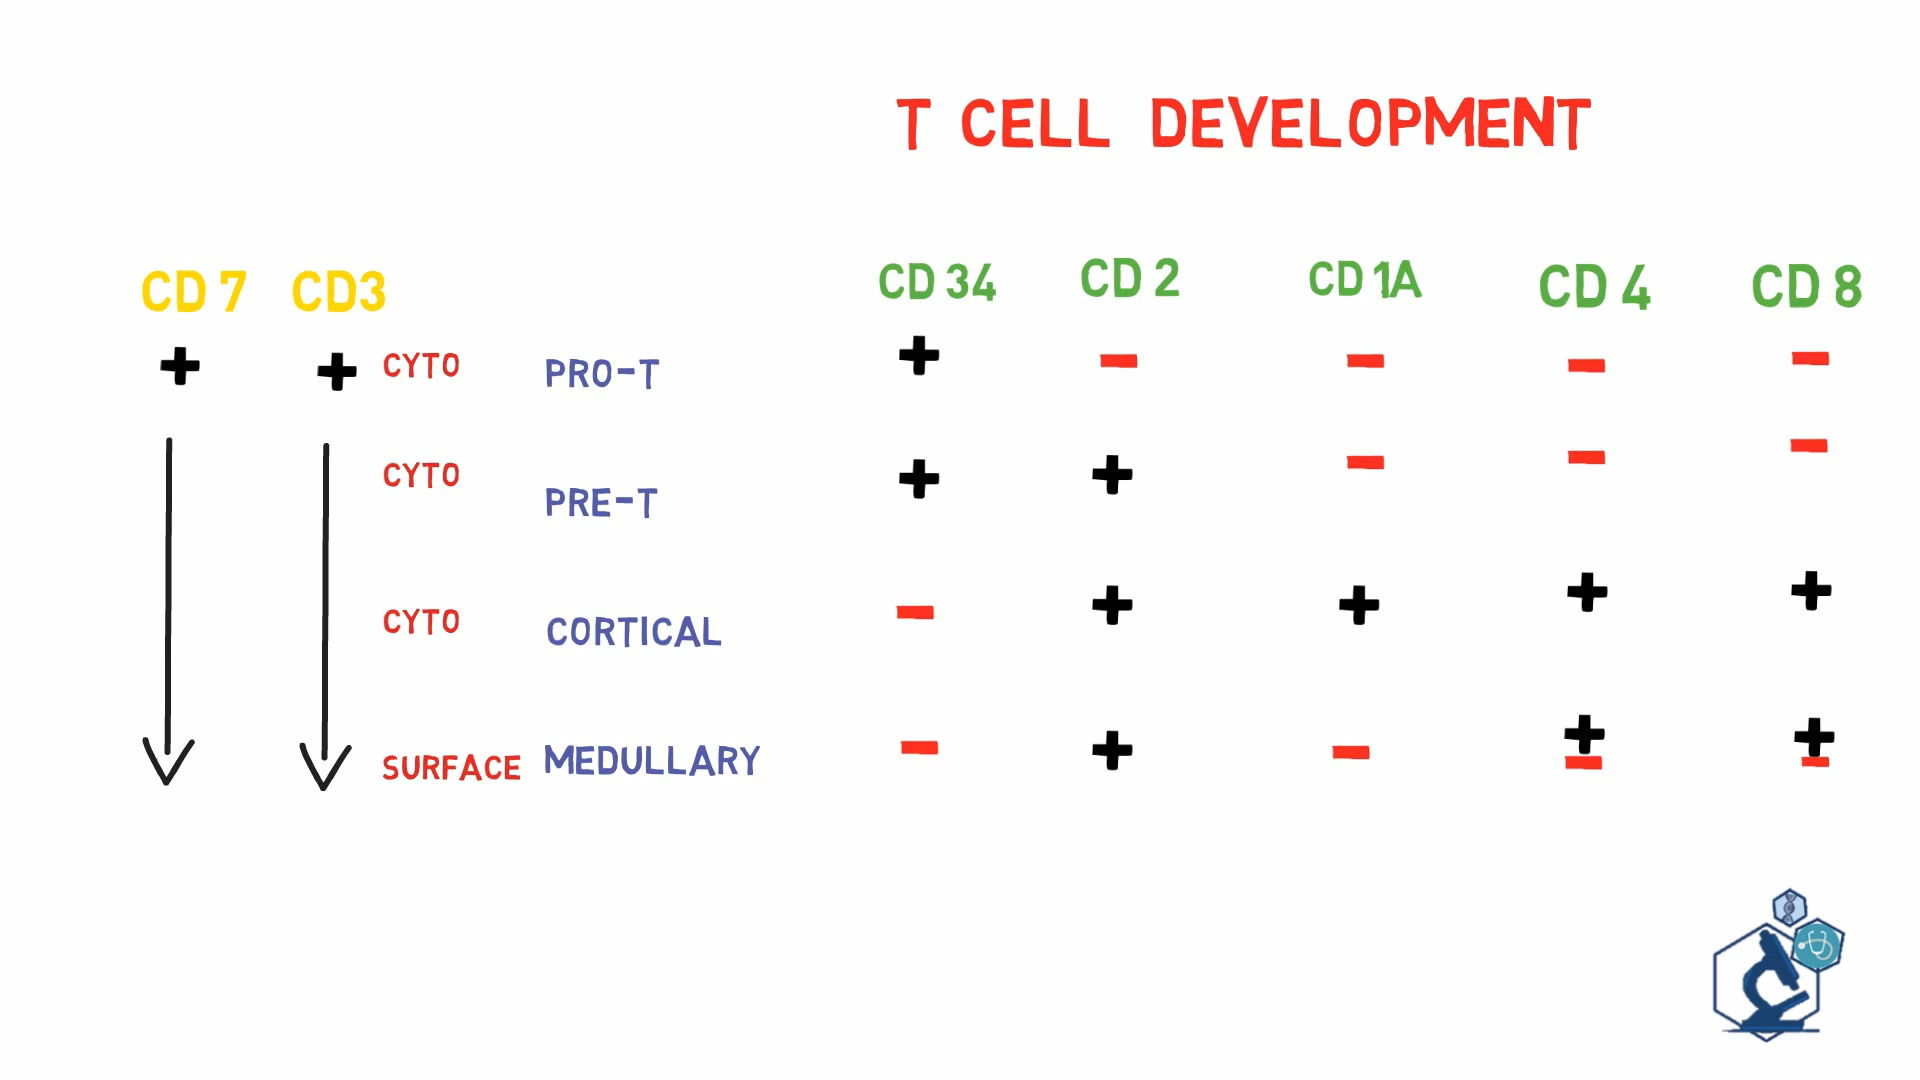 T CELL DEVELOPMENT
CD 7 CD3 CD 34 CD 2 CD 1A CD 4 CD 8
+ + CYTO PRO-T + - - - -
CYTO PRE-T + + - - -
CYTO CORTICAL - + + + +
SURFACE MEDULLARY - + - ± ±